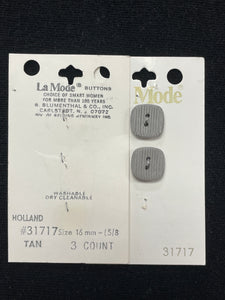 La Mode® BUTTONS
CHOICE OF SMART WOMEN
FOR MORE THAN 100 YEARS
B. BLUMENTHAL & CO., INC.
CARLSTADT, N. J. 07072
WASHABLE
DRY CLEANABLE
HOLLAND
#31717 Size 16 mm - (5/8
TAN 3 COUNT
La
Mode®
31717